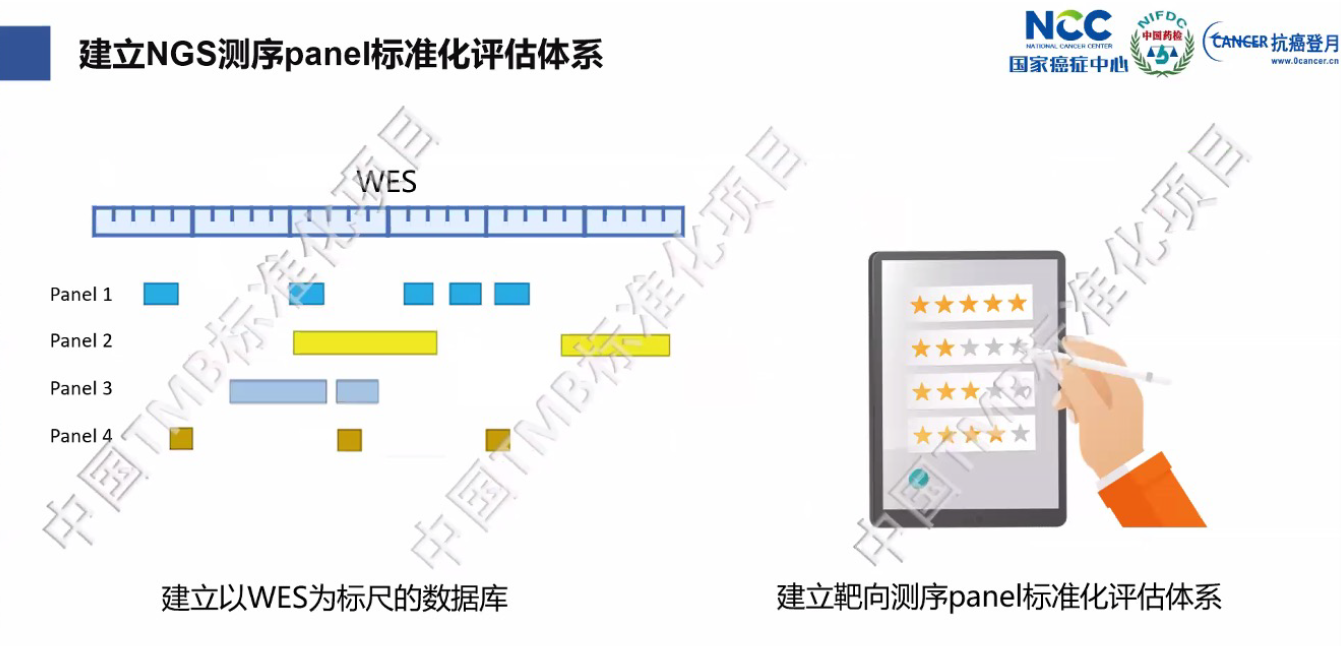 建立NGS测序panel标准化评估体系
NCC
NATIONAL CANCER CENTER
国家癌症中心
NIFDC
中国药检
CANCER 抗癌登月
www.0cancer.cn
WES
Panel 1
Panel 2
Panel 3
Panel 4
中国TMB标准化项目
中国TMB标准化项目
中国TMB标准化项目
建立以WES为标尺的数据库
建立靶向测序panel标准化评估体系